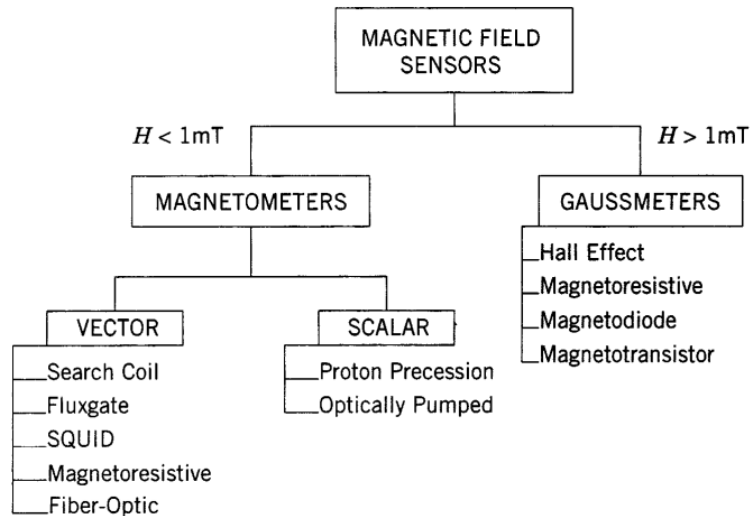 MAGNETIC FIELD
SENSORS
H < 1mT
H > 1mT
MAGNETOMETERS
GAUSSMETERS
Hall Effect
Magnetoresistive
Magnetodiode
Magnetotransistor
VECTOR
Search Coil
Fluxgate
SQUID
Magnetoresistive
Fiber-Optic
SCALAR
Proton Precession
Optically Pumped